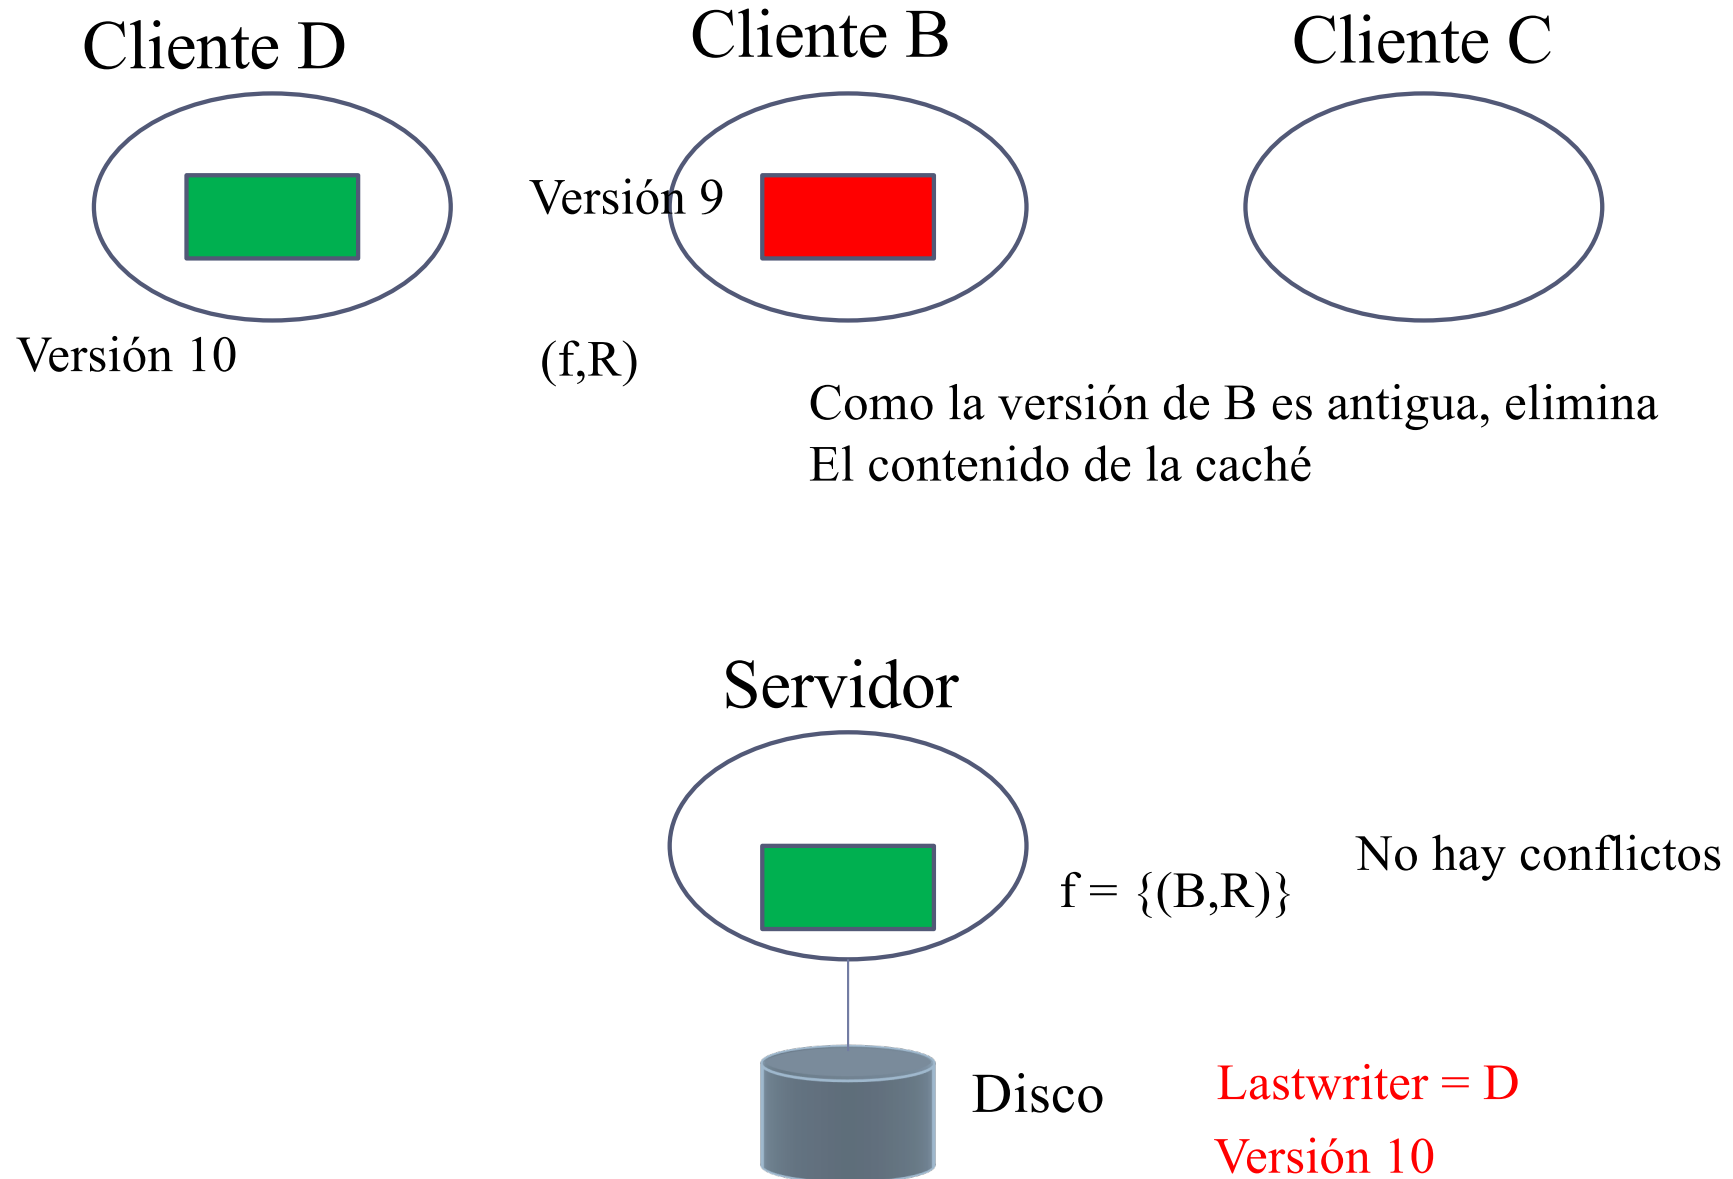 Cliente D
Cliente B
Cliente C
Versión 9
Versión 10
(f,R)
Como la versión de B es antigua, elimina
El contenido de la caché
Servidor
No hay conflictos
f = {(B,R)}
Disco
Lastwriter = D
Versión 10